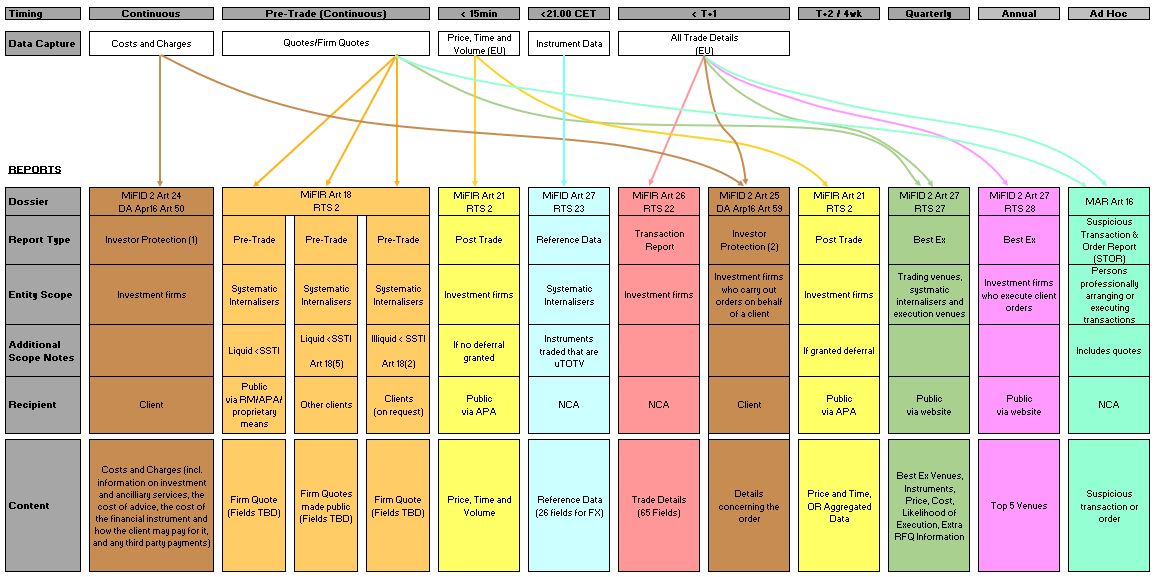 Timing
Continuous
Pre-Trade (Continuous)
< 15min
<21.00 CET
< T+1
T+2 / 4wk
Quarterly
Annual
Ad Hoc
Data Capture
Costs and Charges
Quotes/Firm Quotes
Price, Time and
Volume (EU)
Instrument Data
All Trade Details
(EU)
REPORTS
Dossier
MiFID 2 Art 24
DA Apr16 Art 50
MiFIR Art 18
RTS 2
MiFIR Art 21
RTS 2
MiFID Art 27
RTS 23
MiFIR Art 26
RTS 22
MiFID 2 Art 25
DA Arp16 Art 59
MiFIR Art 21
RTS 2
MiFID 2 Art 27
RTS 27
MiFID 2 Art 27
RTS 28
MAR Art 16
Report Type
Investor Protection (1)
Pre-Trade
Pre-Trade
Pre-Trade
Post Trade
Reference Data
Transaction
Report
Investor
Protection (2)
Post Trade
Best Ex
Best Ex
Suspicious
Transaction &
Order Report
(STOR)
Entity Scope
Investment firms
Systematic
Internalisers
Systematic
Internalisers
Systematic
Internalisers
Investment firms
Systematic
Internalisers
Investment firms
Investment firms
who carry out
orders on behalf
of a client
Investment firms
Trading venues,
systmatic
internalisers and
execution venues
Investment firms
who execute client
orders
Persons
professionally
arranging or
executing
transactions
Additional
Scope Notes
Liquid <SSTI
Liquid <SSTI
Art 18(5)
Illiquid < SSTI
Art 18(2)
If no deferral
granted
Instruments
traded that are
uTOTV
If granted deferral
Includes quotes
Recipient
Client
Public
via RM/APA/
proprietary
means
Other clients
Clients
(on request)
Public
via APA
NCA
NCA
Client
Public
via APA
Public
via website
Public
via website
NCA
Content
Costs and Charges (incl.
information on investment
and ancilliary services, the
cost of advice, the cost of
the financial instrument and
how the client may pay for it,
and any third party payments)
Firm Quote
(Fields TBD)
Firm Quotes
made public
(Fields TBD)
Firm Quote
(Fields TBD)
Price, Time and
Volume
Reference Data
(26 fields for FX)
Trade Details
(65 Fields)
Details
concerning the
order
Price and Time,
OR Aggregated
Data
Best Ex Venues,
Instruments,
Price, Cost,
Likelihood of
Execution, Extra
RFQ Information
Top 5 Venues
Suspicious
transaction or
order